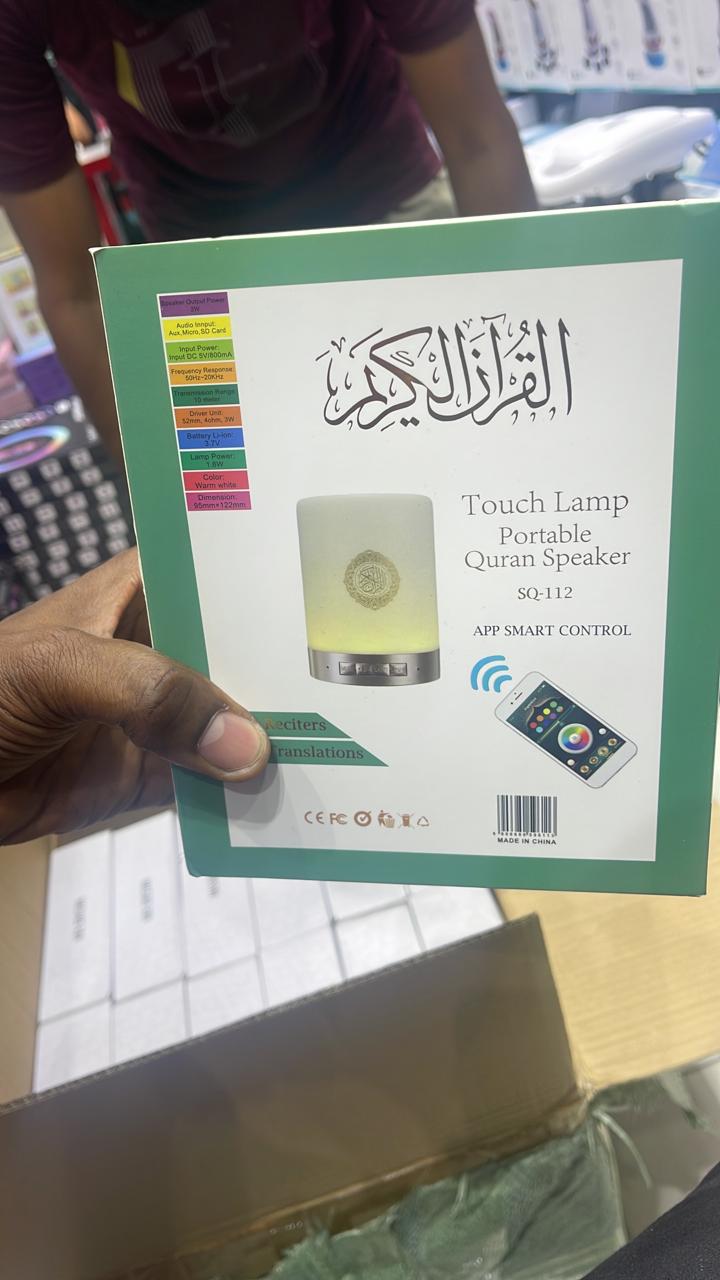 القرآن الكريم
Speaker Output Power
3W
Audio Innput:
Aux,Micro,SD Card
Input Power:
Input DC 5V/800mA
Frequency Response:
50Hz~20KHz
Transmission Range
10 meter
Driver Unit:
52mm, 4ohm, 3W
Battery Li-ion:
3.7V
Lamp Power:
1.8W
Color:
Warm white
Dimension:
95mm×122mm
Touch Lamp
Portable
Quran Speaker
SQ-112
APP SMART CONTROL
Reciters
Translations
CE FC
MADE IN CHINA